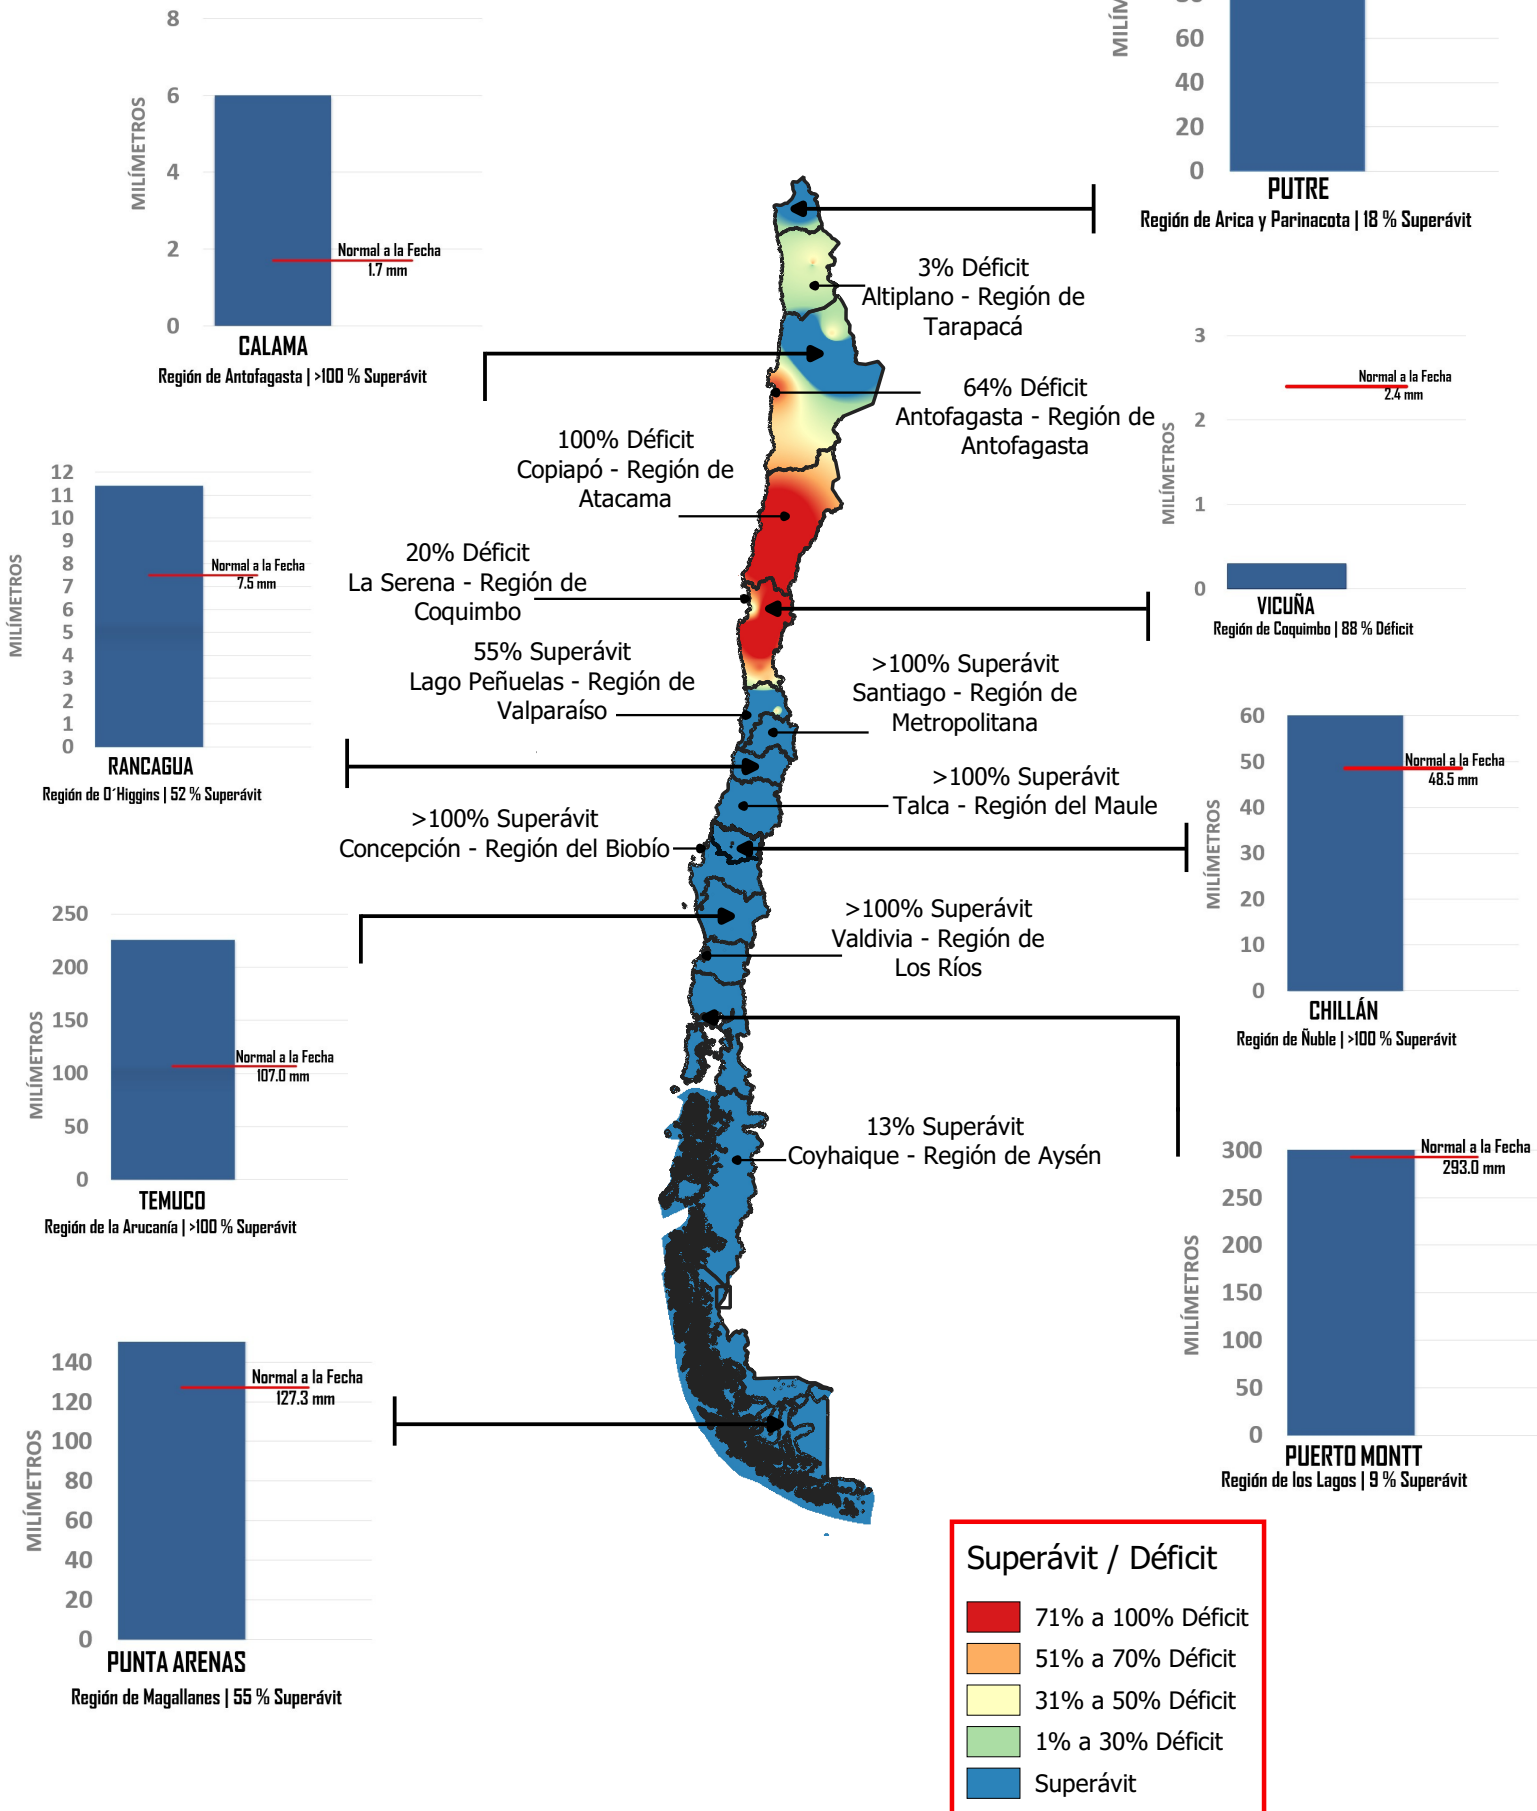 8
6
4
2
0
MILÍMETROS
Normal a la Fecha
1.7 mm
CALAMA
Región de Antofagasta | >100 % Superávit
60
40
20
0
PUTRE
Región de Arica y Parinacota | 18 % Superávit
3% Déficit
Altiplano - Región de
Tarapacá
64% Déficit
Antofagasta - Región de
Antofagasta
100% Déficit
Copiapó - Región de
Atacama
20% Déficit
La Serena - Región de
Coquimbo
55% Superávit
Lago Peñuelas - Región de
Valparaíso
>100% Superávit
Santiago - Región de
Metropolitana
>100% Superávit
Talca - Región del Maule
>100% Superávit
Concepción - Región del Biobío
>100% Superávit
Valdivia - Región de
Los Ríos
13% Superávit
Coyhaique - Región de Aysén
3
2
1
0
MILÍMETROS
Normal a la Fecha
2.4 mm
VICUÑA
Región de Coquimbo | 88 % Déficit
12
11
10
9
8
7
6
5
4
3
2
1
0
MILÍMETROS
Normal a la Fecha
7.5 mm
RANCAGUA
Región de O´Higgins | 52 % Superávit
60
50
40
30
20
10
0
MILÍMETROS
Normal a la Fecha
48.5 mm
CHILLÁN
Región de Ñuble | >100 % Superávit
250
200
150
100
50
0
MILÍMETROS
Normal a la Fecha
107.0 mm
TEMUCO
Región de la Arucanía | >100 % Superávit
300
250
200
150
100
50
0
MILÍMETROS
Normal a la Fecha
293.0 mm
PUERTO MONTT
Región de los Lagos | 9 % Superávit
140
120
100
80
60
40
20
0
MILÍMETROS
Normal a la Fecha
127.3 mm
PUNTA ARENAS
Región de Magallanes | 55 % Superávit
Superávit / Déficit
71% a 100% Déficit
51% a 70% Déficit
31% a 50% Déficit
1% a 30% Déficit
Superávit